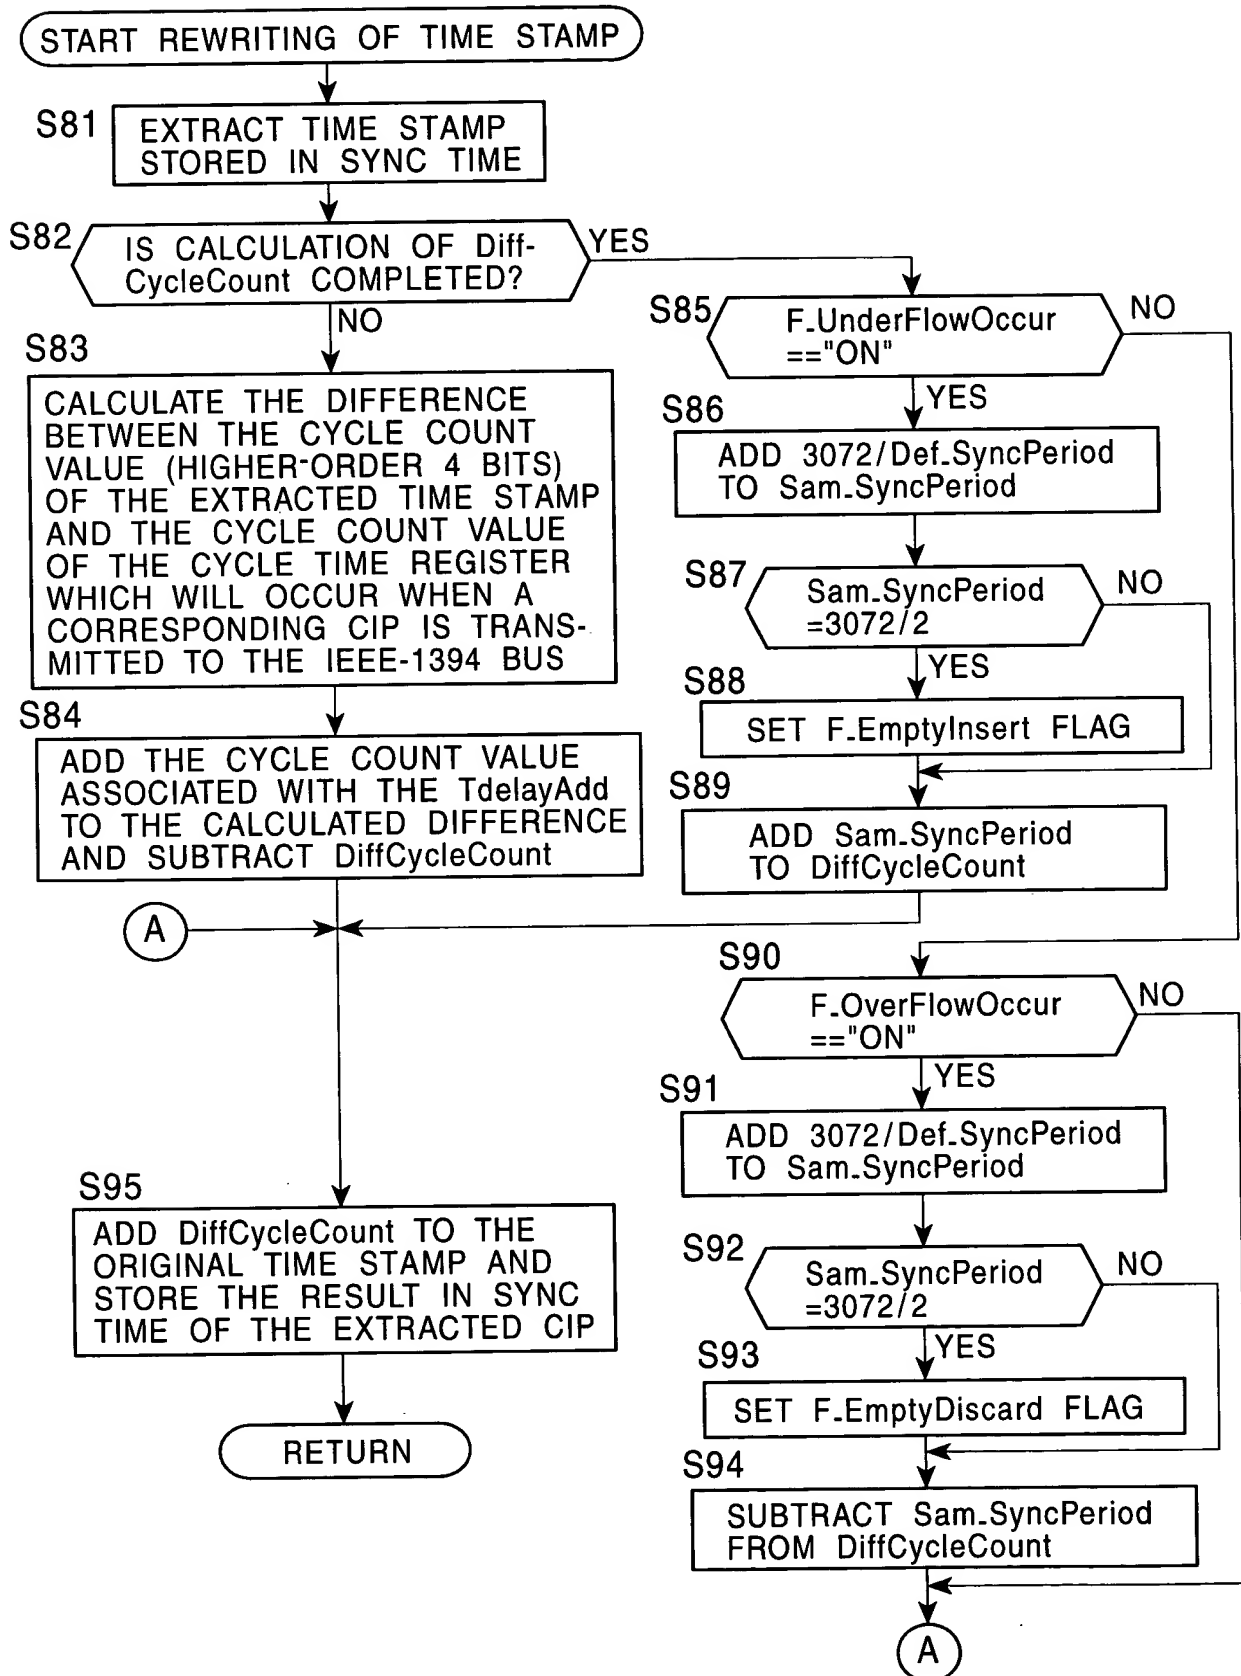 START REWRITING OF TIME STAMP
S81
EXTRACT TIME STAMP
STORED IN SYNC TIME
S82
IS CALCULATION OF Diff-
CycleCount COMPLETED?
YES
NO
S83
CALCULATE THE DIFFERENCE
BETWEEN THE CYCLE COUNT
VALUE (HIGHER-ORDER 4 BITS)
OF THE EXTRACTED TIME STAMP
AND THE CYCLE COUNT VALUE
OF THE CYCLE TIME REGISTER
WHICH WILL OCCUR WHEN A
CORRESPONDING CIP IS TRANS-
MITTED TO THE IEEE-1394 BUS
S84
ADD THE CYCLE COUNT VALUE
ASSOCIATED WITH THE TdelayAdd
TO THE CALCULATED DIFFERENCE
AND SUBTRACT DiffCycleCount
A
S85
F_UnderFlowOccur
=="ON"
NO
YES
S86
ADD 3072/Def_SyncPeriod
TO Sam_SyncPeriod
S87
Sam_SyncPeriod
=3072/2
NO
YES
S88
SET F_EmptyInsert FLAG
S89
ADD Sam_SyncPeriod
TO DiffCycleCount
S90
F_OverFlowOccur
=="ON"
NO
YES
S91
ADD 3072/Def_SyncPeriod
TO Sam_SyncPeriod
S92
Sam_SyncPeriod
=3072/2
NO
YES
S93
SET F_EmptyDiscard FLAG
S94
SUBTRACT Sam_SyncPeriod
FROM DiffCycleCount
A
S95
ADD DiffCycleCount TO THE
ORIGINAL TIME STAMP AND
STORE THE RESULT IN SYNC
TIME OF THE EXTRACTED CIP
RETURN